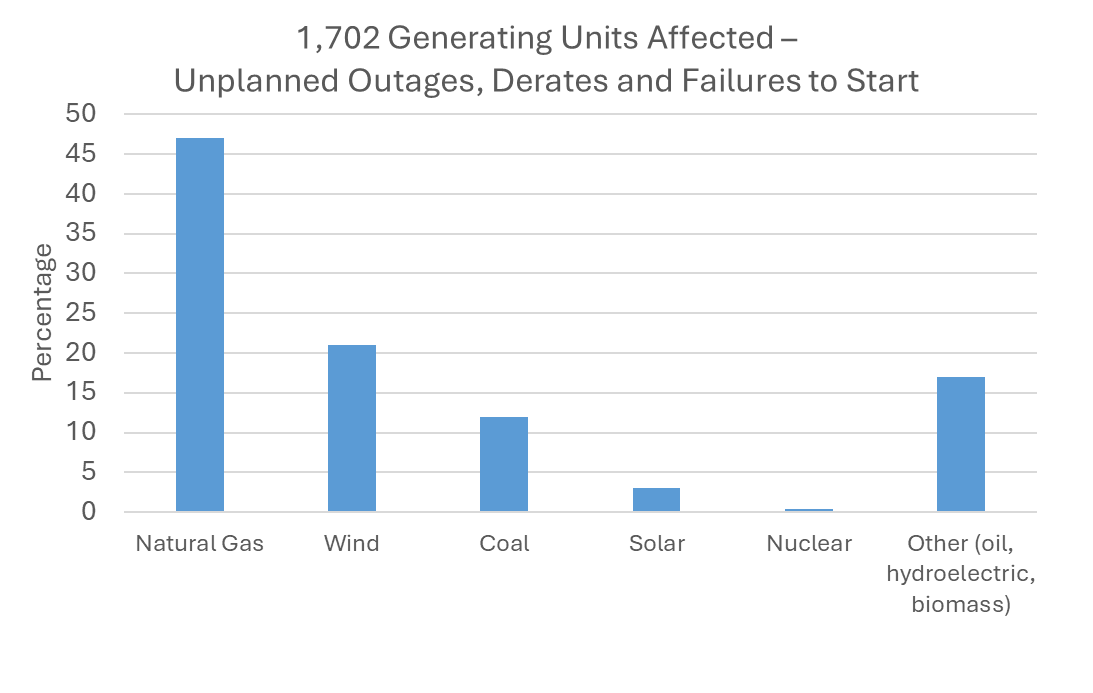 1,702 Generating Units Affected –
Unplanned Outages, Derates and Failures to Start
Percentage
50
45
40
35
30
25
20
15
10
5
0
Natural Gas
Wind
Coal
Solar
Nuclear
Other (oil,
hydroelectric,
biomass)